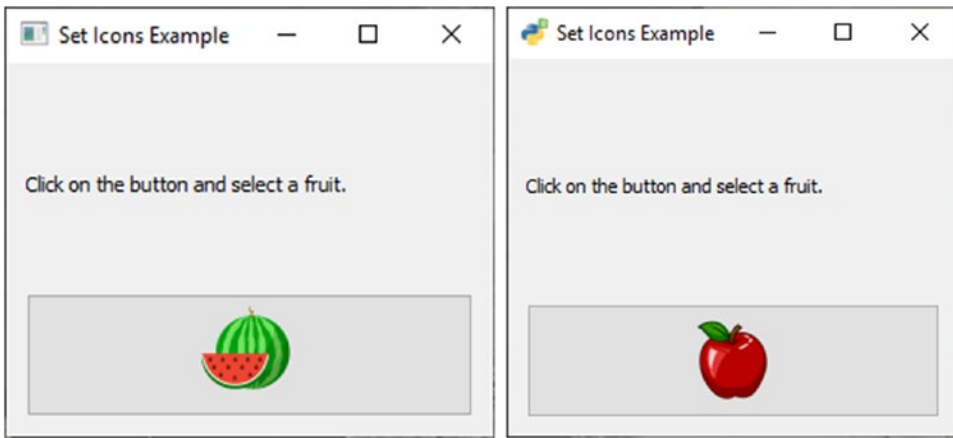 Set Icons Example
Click on the button and select a fruit.
Set Icons Example
Click on the button and select a fruit.